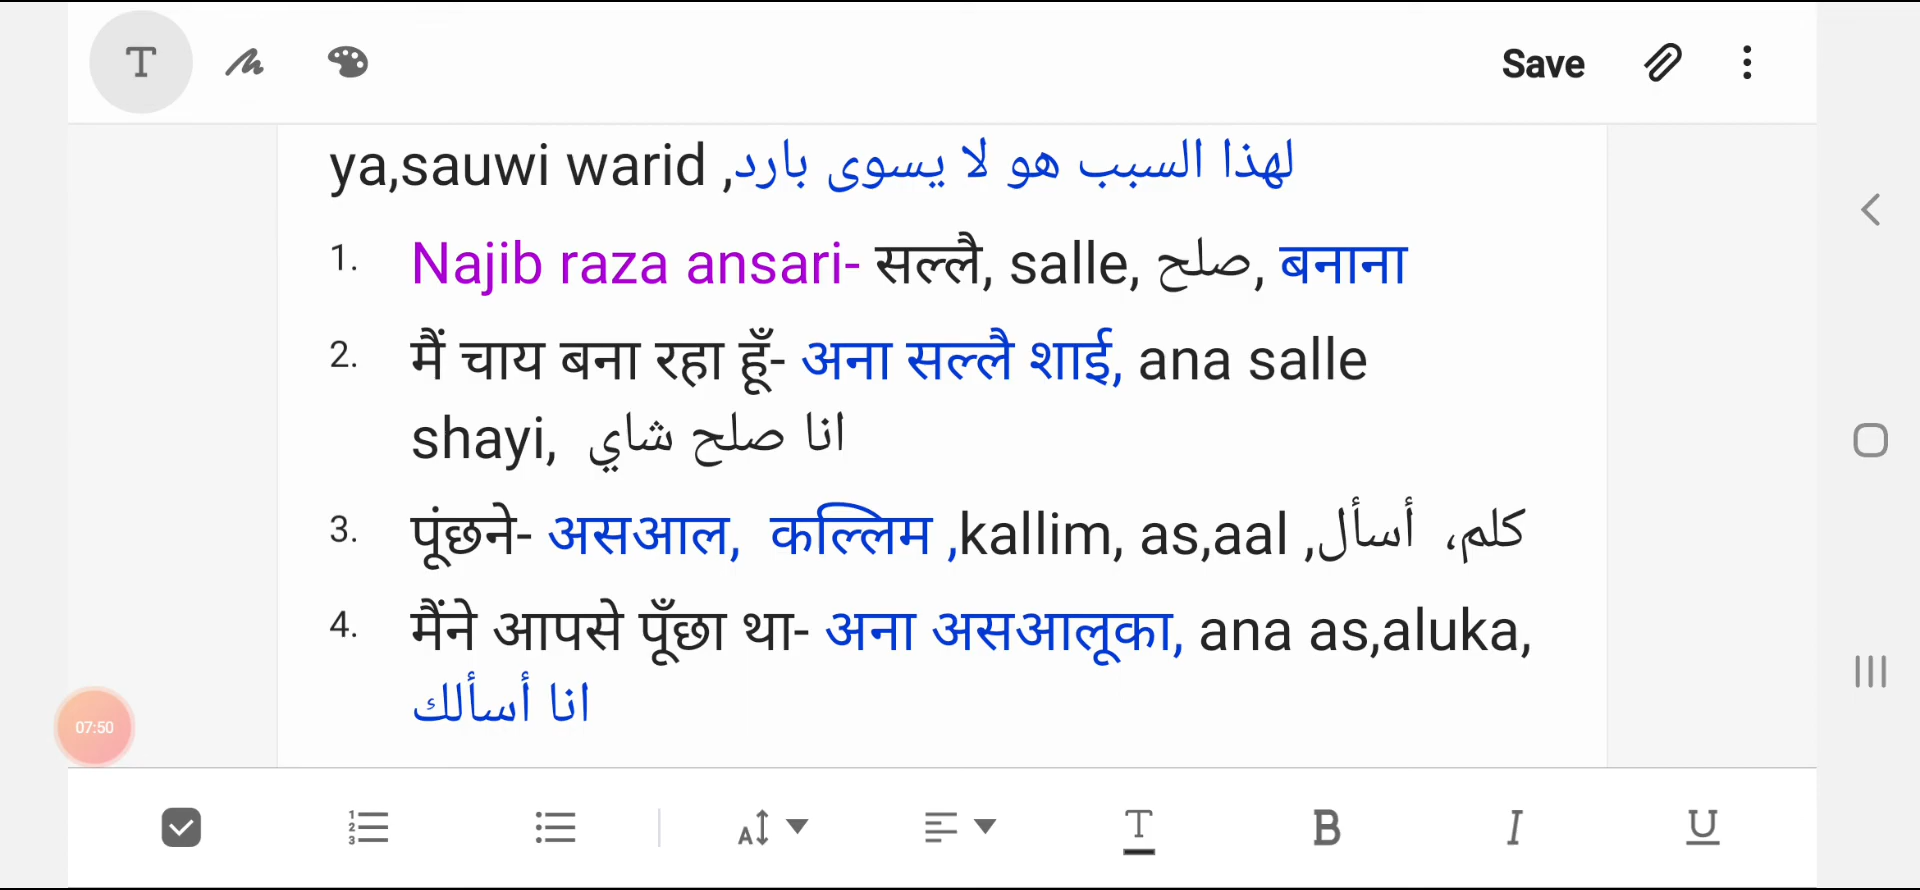 Save
ya,sauwi warid ,لهذا السبب هو لا يسوى بارد
1. Najib raza ansari- सल्लै, salle, صلح, बनाना
2. मैं चाय बना रहा हूँ- अना सल्लै शाई, ana salle
shayi, انا صلح شاي
3. पूंछने- असआल, कल्लिम ,kallim, as,aal ,كلم، أسأل
4. मैंने आपसे पूँछा था- अना असआलूका, ana as,aluka,
انا أسألك
07:50